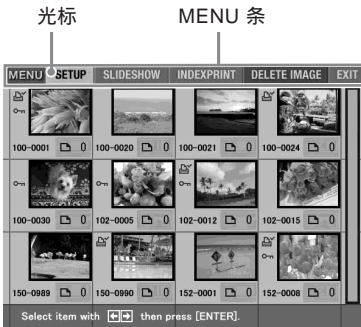 光标 MENU 条
MENU SETUP SLIDESHOW INDEXPRINT DELETE IMAGE EXIT
100-0001 0 100-0020 0 100-0021 0 100-0024 0
100-0030 0 102-0005 0 102-0012 0 102-0015 0
150-0989 0 150-0990 0 152-0001 0 152-0008 0
Select item with ←→ then press [ENTER].